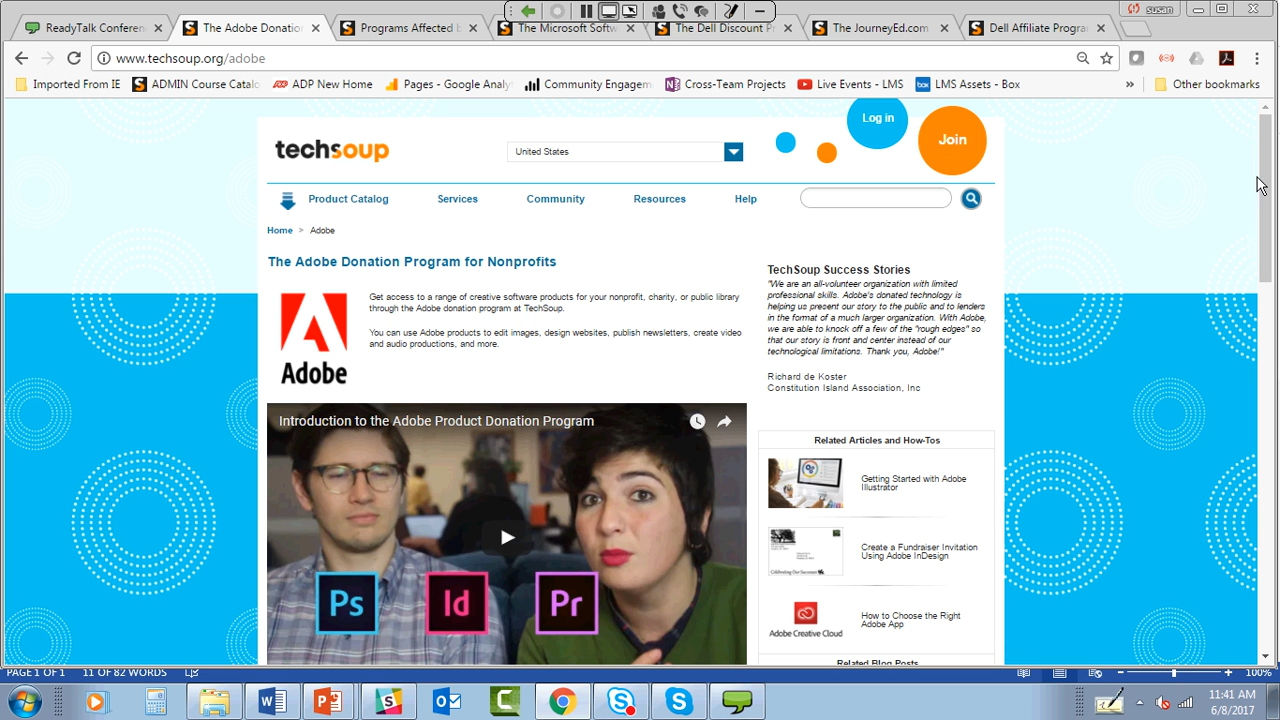 susan
ReadyTalk Conferen
The Adobe Donatio
Programs Affected b
The Microsoft Softw
The Dell Discount P
The JourneyEd.com
Dell Affiliate Progra
www.techsoup.org/adobe
Imported From IE
ADMIN Course Catal
ADP New Home
Pages - Google Analy
Community Engagem
Cross-Team Projects
Live Events - LMS
LMS Assets - Box
»
Other bookmarks
techsoup
United States
Log in
Join
Product Catalog
Services
Community
Resources
Help
Home > Adobe
The Adobe Donation Program for Nonprofits
Adobe
Get access to a range of creative software products for your nonprofit, charity, or public library
through the Adobe donation program at TechSoup.
You can use Adobe products to edit images, design websites, publish newsletters, create video
and audio productions, and more.
Introduction to the Adobe Product Donation Program
Ps
Id
Pr
TechSoup Success Stories
"We are an all-volunteer organization with limited
professional skills. Adobe's donated technology is
helping us present our story to the public and to lenders
in the format of a much larger organization. With Adobe,
we are able to knock off a few of the "rough edges" so
that our story is front and center instead of our
technological limitations. Thank you, Adobe!"
Richard de Koster
Constitution Island Association, Inc
Related Articles and How-Tos
Getting Started with Adobe
Illustrator
Create a Fundraiser Invitation
Using Adobe InDesign
Adobe Creative Cloud
How to Choose the Right
Adobe App
Related Blog Posts
PAGE 1 OF 1
11 OF 82 WORDS
100%
11:41 AM
6/8/2017